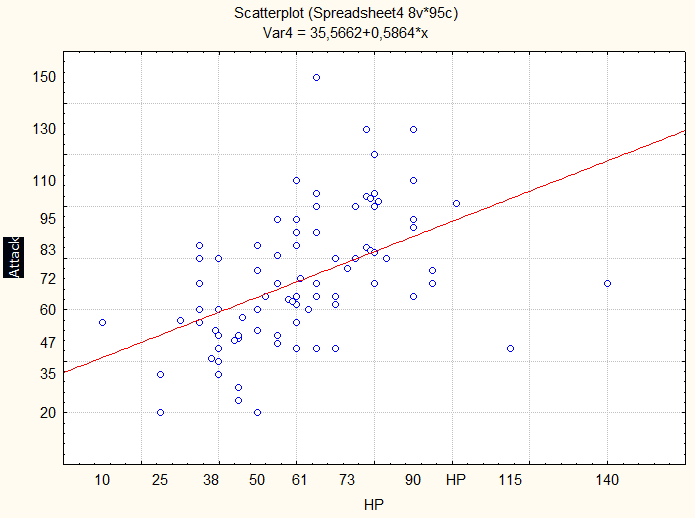 Scatterplot (Spreadsheet4 8v*95c)
Var4 = 35,5662+0,5864*x
150
130
110
95
83
72
60
47
35
20
Attack
10 25 38 50 61 73 90 HP 115 140
HP